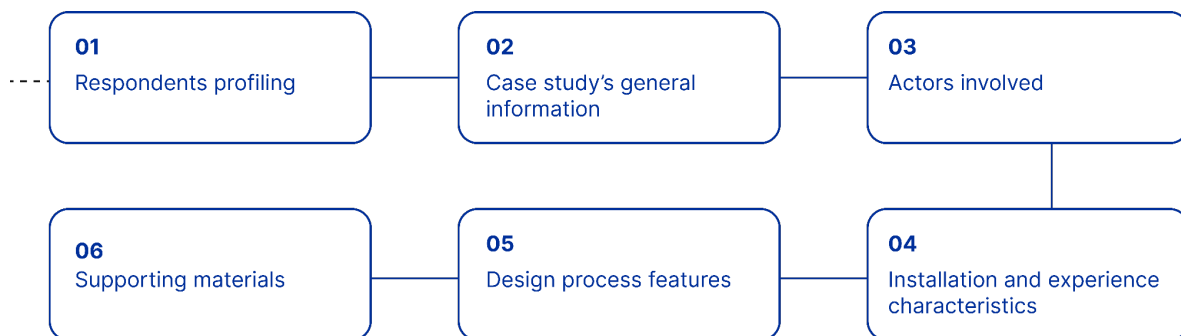 01
Respondents profiling
02
Case study’s general
information
03
Actors involved
04
Installation and experience
characteristics
05
Design process features
06
Supporting materials